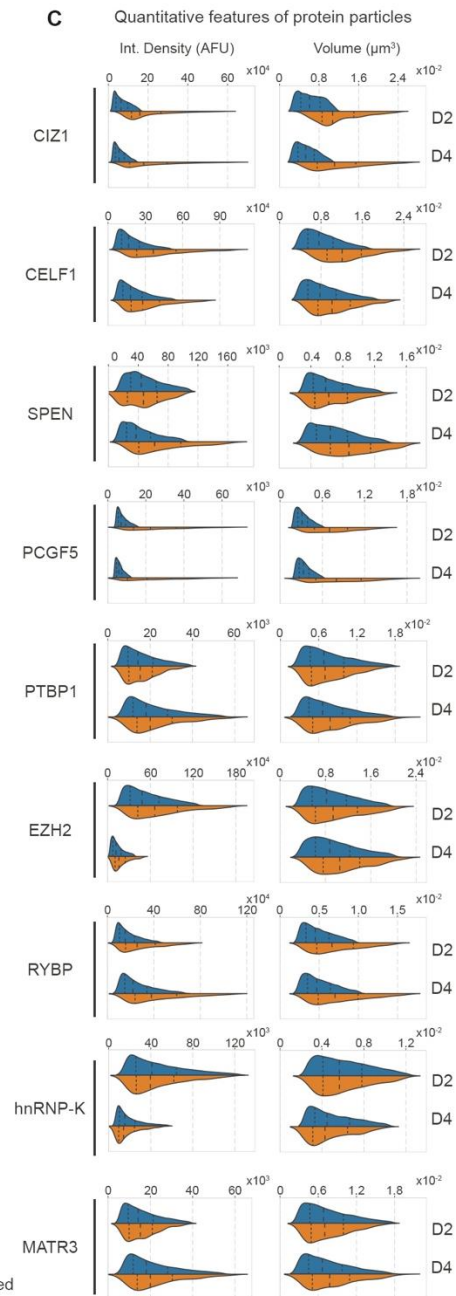 C Quantitative features of protein particles
Int. Density (AFU) Volume (µm³)
0 20 40 60 x10⁴ 0 0.8 1.6 2.4 x10⁻²
CIZ1
D2
D4
0 30 60 90 x10⁴ 0 0.8 1.6 2.4 x10⁻²
CELF1
D2
D4
0 40 80 120 160 x10³ 0 0.4 0.8 1.2 1.6 x10⁻²
SPEN
D2
D4
0 20 40 60 x10³ 0 0.6 1.2 1.8 x10⁻²
PCGF5
D2
D4
0 20 40 60 x10³ 0 0.6 1.2 1.8 x10⁻²
PTBP1
D2
D4
0 60 120 180 x10⁴ 0 0.8 1.6 2.4 x10⁻²
EZH2
D2
D4
0 40 80 120 x10⁴ 0 0.5 1.0 1.5 x10⁻²
RYBP
D2
D4
0 40 80 120 x10³ 0 0.4 0.8 1.2 x10⁻²
hnRNP-K
D2
D4
0 20 40 60 x10³ 0 0.6 1.2 1.8 x10⁻²
MATR3
D2
D4
ed